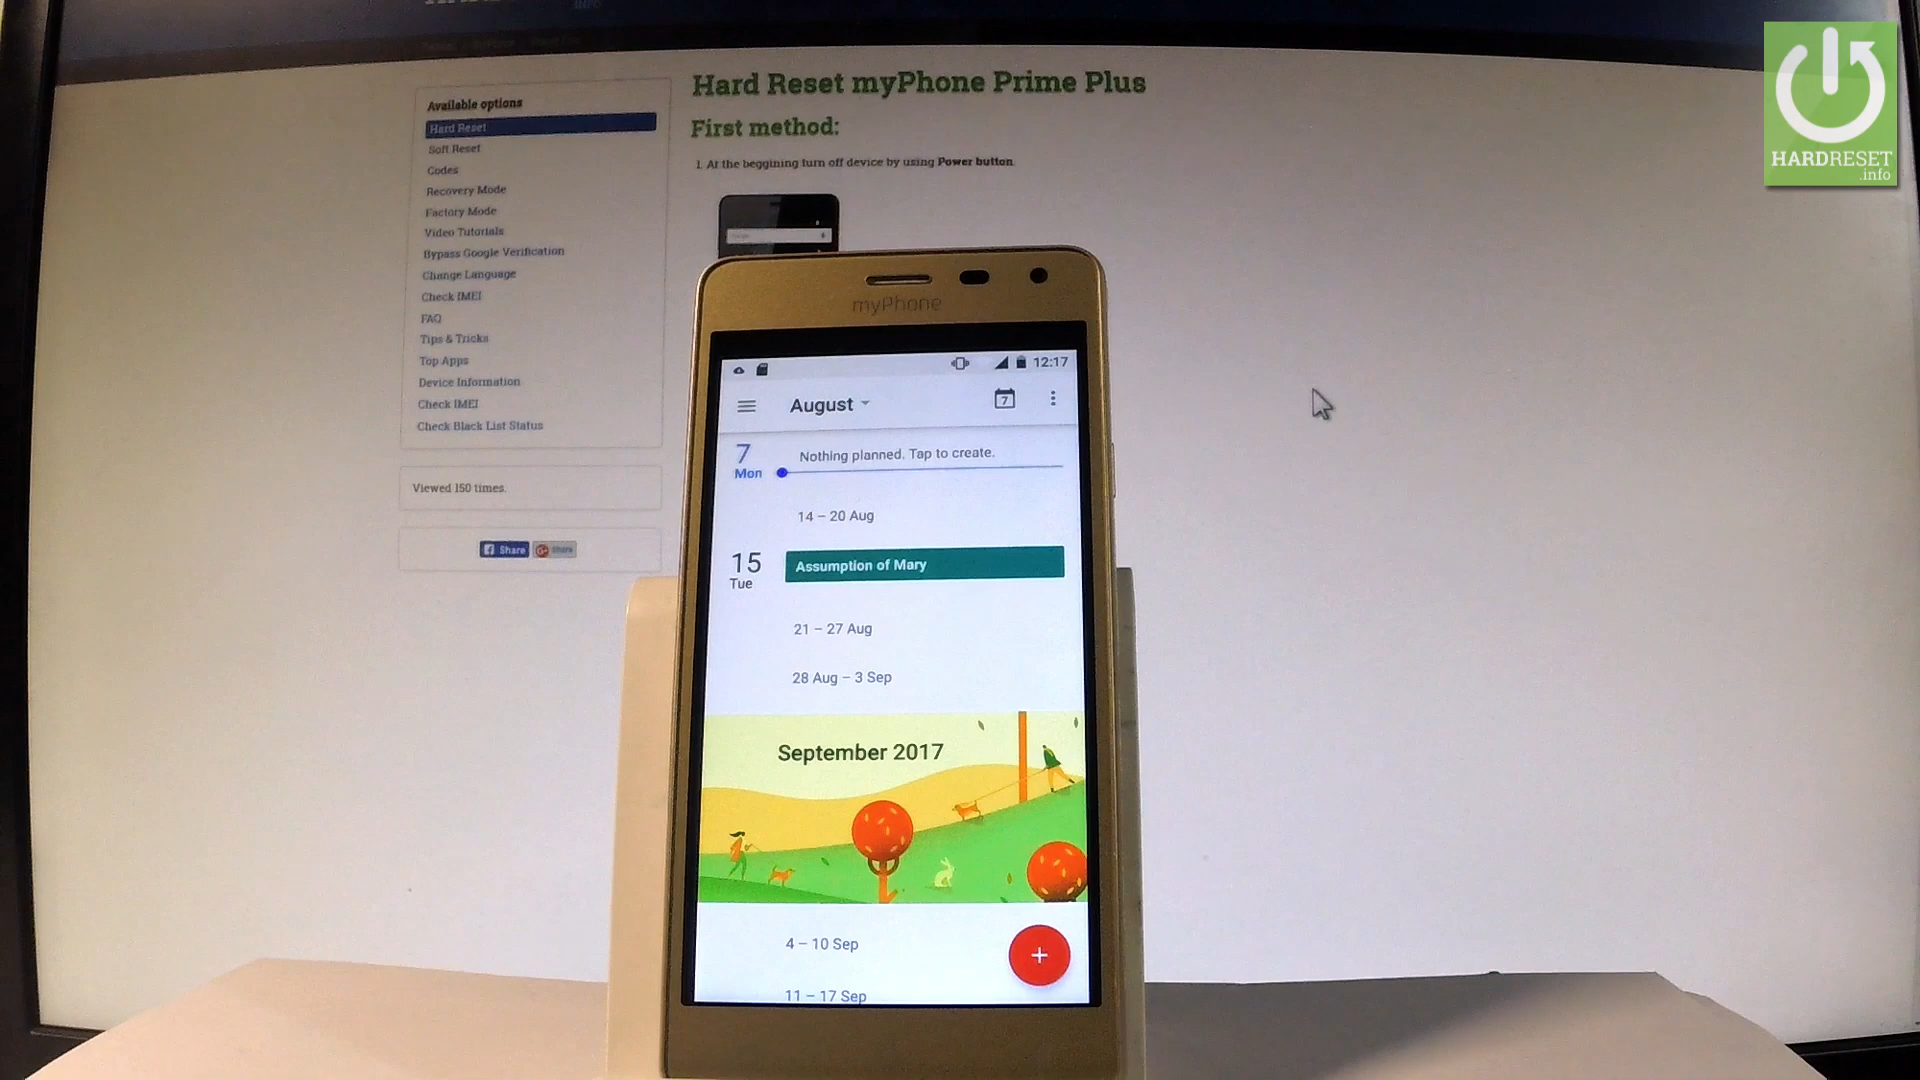 Hard Reset myPhone Prime Plus
First method:
1. At the beggining turn off device by using Power button.
Available options
Hard Reset
Soft Reset
Codes
Recovery Mode
Factory Mode
Video Tutorials
Bypass Google Verification
Change Language
Check IMEI
FAQ
Tips & Tricks
Top Apps
Device Information
Check IMEI
Check Black List Status
Viewed 150 times.
Share
Share
HARDRESET
.info
myPhone
12:17
August
7
7
Mon
Nothing planned. Tap to create.
14 – 20 Aug
15
Tue
Assumption of Mary
21 – 27 Aug
28 Aug – 3 Sep
September 2017
4 – 10 Sep
11 – 17 Sep